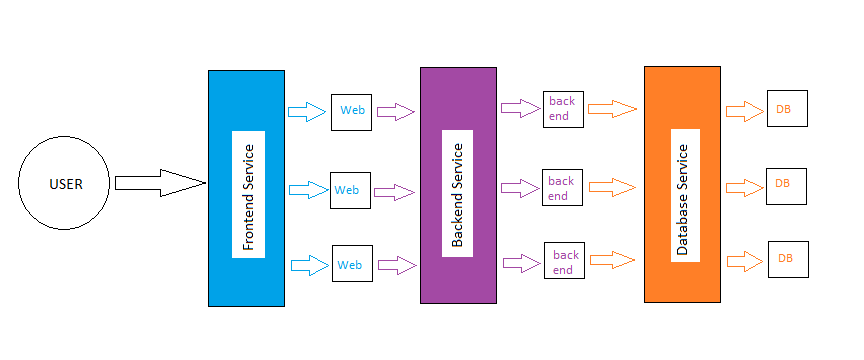 USER
Frontend Service
Web
Web
Web
Backend Service
back
end
back
end
back
end
Database Service
DB
DB
DB